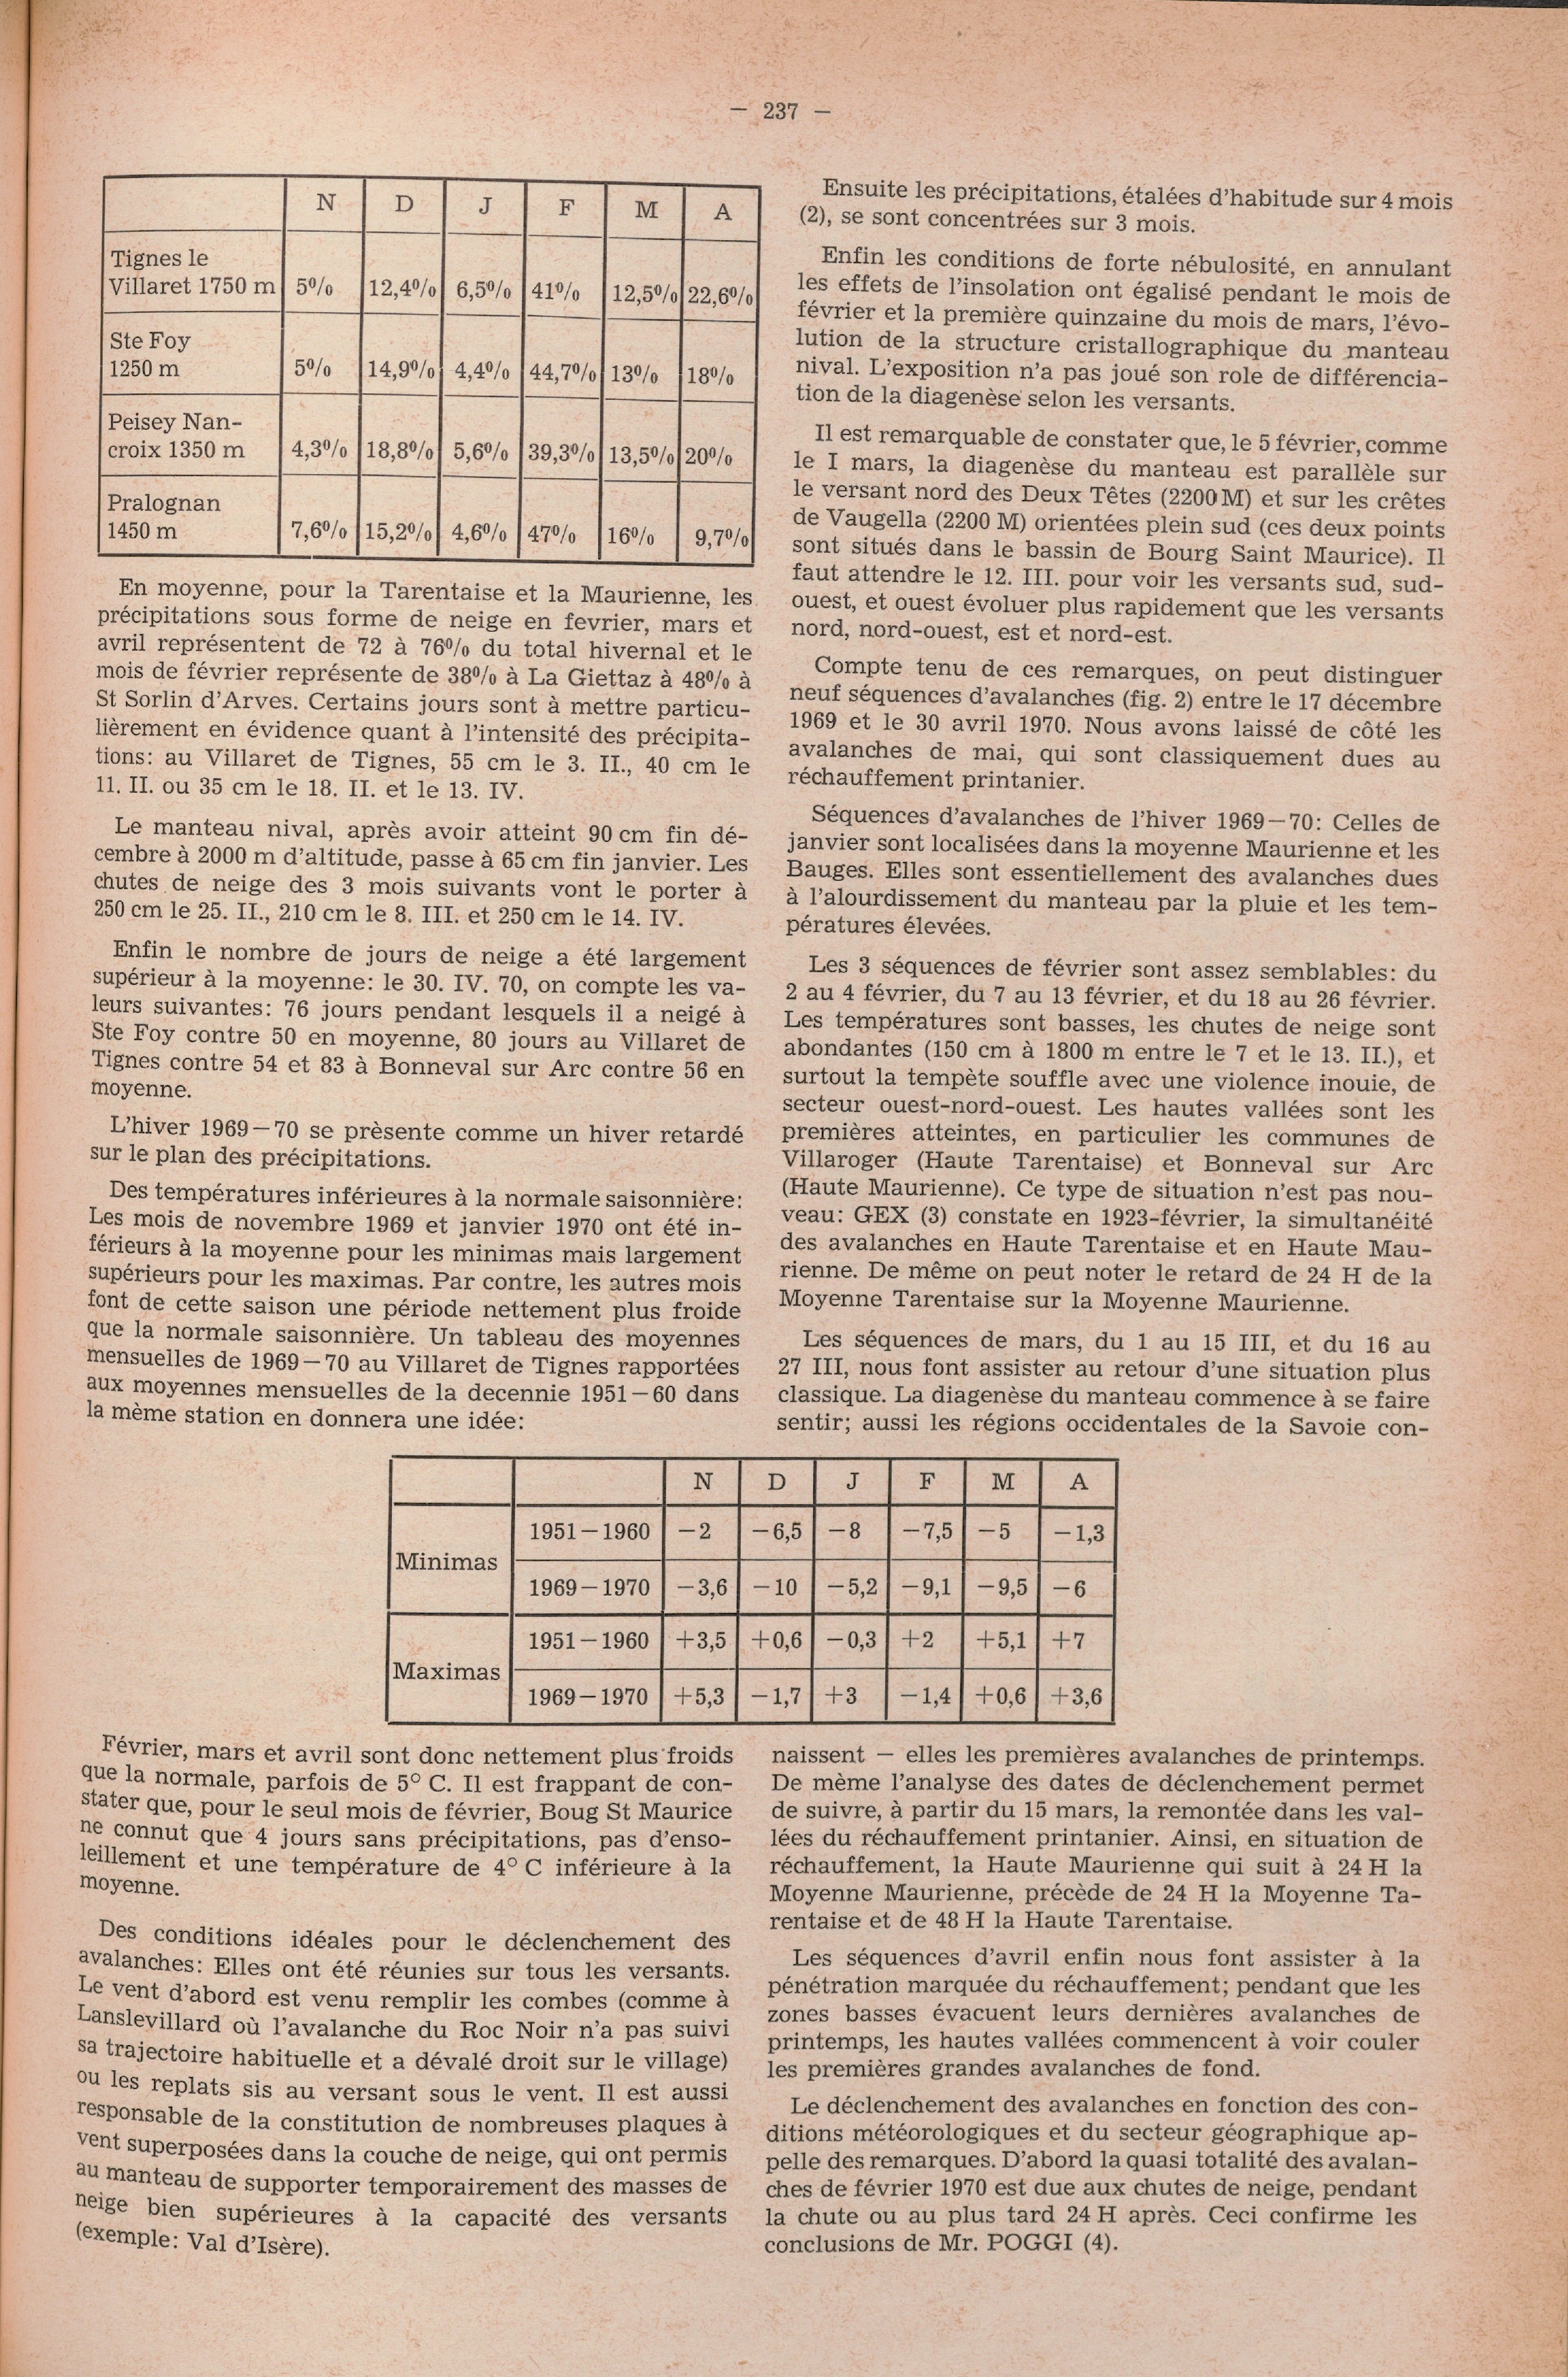 — 237 —
N D J F M A
Tignes le
Villaret 1750 m 5% 12,4% 6,5% 41% 12,5% 22,6%
Ste Foy
1250 m 5% 14,9% 4,4% 44,7% 13% 18%
Peisey Nan-
croix 1350 m 4,3% 18,8% 5,6% 39,3% 13,5% 20%
Pralognan
1450 m 7,6% 15,2% 4,6% 47% 16% 9,7%
En moyenne, pour la Tarentaise et la Maurienne, les
précipitations sous forme de neige en fevrier, mars et
avril représentent de 72 à 76% du total hivernal et le
mois de février représente de 38% à La Giettaz à 48% à
St Sorlin d'Arves. Certains jours sont à mettre particu-
lièrement en évidence quant à l'intensité des précipita-
tions: au Villaret de Tignes, 55 cm le 3. II., 40 cm le
11. II. ou 35 cm le 18. II. et le 13. IV.
Le manteau nival, après avoir atteint 90 cm fin dé-
cembre à 2000 m d'altitude, passe à 65 cm fin janvier. Les
chutes de neige des 3 mois suivants vont le porter à
250 cm le 25. II., 210 cm le 8. III. et 250 cm le 14. IV.
Enfin le nombre de jours de neige a été largement
supérieur à la moyenne: le 30. IV. 70, on compte les va-
leurs suivantes: 76 jours pendant lesquels il a neigé à
Ste Foy contre 50 en moyenne, 80 jours au Villaret de
Tignes contre 54 et 83 à Bonneval sur Arc contre 56 en
moyenne.
L'hiver 1969—70 se prèsente comme un hiver retardé
sur le plan des précipitations.
Des températures inférieures à la normale saisonnière:
Les mois de novembre 1969 et janvier 1970 ont été in-
férieurs à la moyenne pour les minimas mais largement
supérieurs pour les maximas. Par contre, les autres mois
font de cette saison une période nettement plus froide
que la normale saisonnière. Un tableau des moyennes
mensuelles de 1969—70 au Villaret de Tignes rapportées
aux moyennes mensuelles de la decennie 1951—60 dans
la mème station en donnera une idée:
Ensuite les précipitations, étalées d'habitude sur 4 mois
(2), se sont concentrées sur 3 mois.
Enfin les conditions de forte nébulosité, en annulant
les effets de l'insolation ont égalisé pendant le mois de
février et la première quinzaine du mois de mars, l'évo-
lution de la structure cristallographique du manteau
nival. L'exposition n'a pas joué son role de différencia-
tion de la diagenèse selon les versants.
Il est remarquable de constater que, le 5 février, comme
le I mars, la diagenèse du manteau est parallèle sur
le versant nord des Deux Têtes (2200 M) et sur les crêtes
de Vaugella (2200 M) orientées plein sud (ces deux points
sont situés dans le bassin de Bourg Saint Maurice). Il
faut attendre le 12. III. pour voir les versants sud, sud-
ouest, et ouest évoluer plus rapidement que les versants
nord, nord-ouest, est et nord-est.
Compte tenu de ces remarques, on peut distinguer
neuf séquences d'avalanches (fig. 2) entre le 17 décembre
1969 et le 30 avril 1970. Nous avons laissé de côté les
avalanches de mai, qui sont classiquement dues au
réchauffement printanier.
Séquences d'avalanches de l'hiver 1969—70: Celles de
janvier sont localisées dans la moyenne Maurienne et les
Bauges. Elles sont essentiellement des avalanches dues
à l'alourdissement du manteau par la pluie et les tem-
pératures élevées.
Les 3 séquences de février sont assez semblables: du
2 au 4 février, du 7 au 13 février, et du 18 au 26 février.
Les températures sont basses, les chutes de neige sont
abondantes (150 cm à 1800 m entre le 7 et le 13. II.), et
surtout la tempête souffle avec une violence inouie, de
secteur ouest-nord-ouest. Les hautes vallées sont les
premières atteintes, en particulier les communes de
Villaroger (Haute Tarentaise) et Bonneval sur Arc
(Haute Maurienne). Ce type de situation n'est pas nou-
veau: GEX (3) constate en 1923-février, la simultanéité
des avalanches en Haute Tarentaise et en Haute Mau-
rienne. De même on peut noter le retard de 24 H de la
Moyenne Tarentaise sur la Moyenne Maurienne.
Les séquences de mars, du 1 au 15 III, et du 16 au
27 III, nous font assister au retour d'une situation plus
classique. La diagenèse du manteau commence à se faire
sentir; aussi les régions occidentales de la Savoie con-
N D J F M A
Minimas
1951—1960 —2 —6,5 —8 —7,5 —5 —1,3
1969—1970 —3,6 —10 —5,2 —9,1 —9,5 —6
Maximas
1951—1960 +3,5 +0,6 —0,3 +2 +5,1 +7
1969—1970 +5,3 —1,7 +3 —1,4 +0,6 +3,6
Février, mars et avril sont donc nettement plus froids
que la normale, parfois de 5° C. Il est frappant de con-
stater que, pour le seul mois de février, Boug St Maurice
ne connut que 4 jours sans précipitations, pas d'enso-
leillement et une température de 4° C inférieure à la
moyenne.
Des conditions idéales pour le déclenchement des
avalanches: Elles ont été réunies sur tous les versants.
Le vent d'abord est venu remplir les combes (comme à
Lanslevillard où l'avalanche du Roc Noir n'a pas suivi
sa trajectoire habituelle et a dévalé droit sur le village)
ou les replats sis au versant sous le vent. Il est aussi
responsable de la constitution de nombreuses plaques à
vent superposées dans la couche de neige, qui ont permis
au manteau de supporter temporairement des masses de
neige bien supérieures à la capacité des versants
(exemple: Val d'Isère).
naissent — elles les premières avalanches de printemps.
De mème l'analyse des dates de déclenchement permet
de suivre, à partir du 15 mars, la remontée dans les val-
lées du réchauffement printanier. Ainsi, en situation de
réchauffement, la Haute Maurienne qui suit à 24 H la
Moyenne Maurienne, précède de 24 H la Moyenne Ta-
rentaise et de 48 H la Haute Tarentaise.
Les séquences d'avril enfin nous font assister à la
pénétration marquée du réchauffement; pendant que les
zones basses évacuent leurs dernières avalanches de
printemps, les hautes vallées commencent à voir couler
les premières grandes avalanches de fond.
Le déclenchement des avalanches en fonction des con-
ditions météorologiques et du secteur géographique ap-
pelle des remarques. D'abord la quasi totalité des avalan-
ches de février 1970 est due aux chutes de neige, pendant
la chute ou au plus tard 24 H après. Ceci confirme les
conclusions de Mr. POGGI (4).